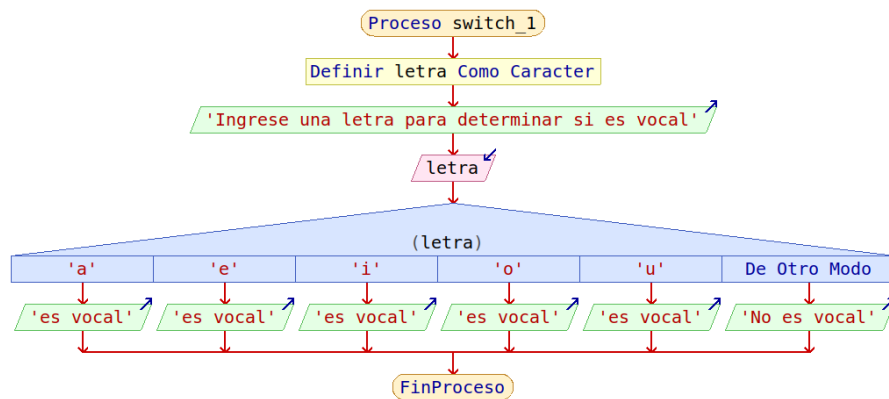 Proceso switch_1
Definir letra Como Caracter
'Ingrese una letra para determinar si es vocal'
letra
(letra)
'a' 'e' 'i' 'o' 'u' De Otro Modo
'es vocal' 'es vocal' 'es vocal' 'es vocal' 'es vocal' 'No es vocal'
FinProceso